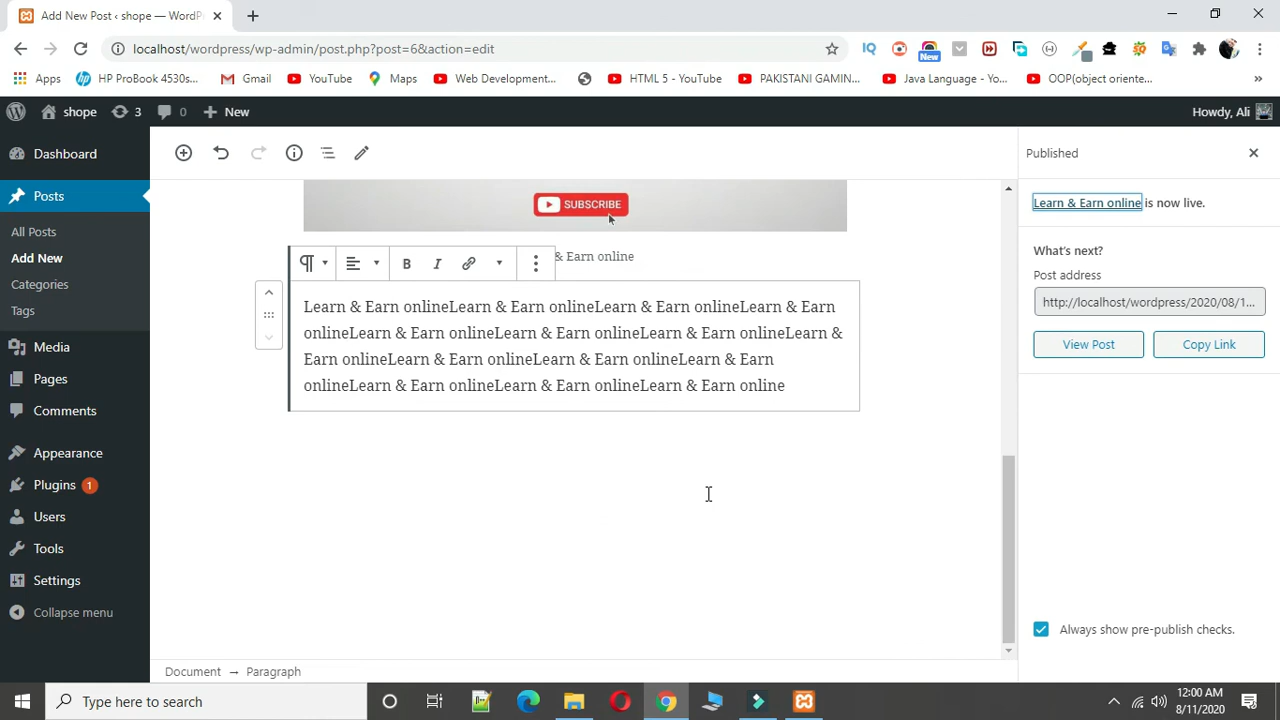 Add New Post ‹ shope — WordP
localhost/wordpress/wp-admin/post.php?post=6&action=edit
New
Apps
HP ProBook 4530s...
Gmail
YouTube
Maps
Web Development...
HTML 5 - YouTube
PAKISTANI GAMIN...
Java Language - Yo...
OOP(object oriente...
shope
3
0
New
Howdy, Ali
Dashboard
Posts
All Posts
Add New
Categories
Tags
Media
Pages
Comments
Appearance
Plugins 1
Users
Tools
Settings
Collapse menu
SUBSCRIBE
& Earn online
B I
Learn & Earn onlineLearn & Earn onlineLearn & Earn onlineLearn & Earn
onlineLearn & Earn onlineLearn & Earn onlineLearn & Earn onlineLearn &
Earn onlineLearn & Earn onlineLearn & Earn onlineLearn & Earn
onlineLearn & Earn onlineLearn & Earn onlineLearn & Earn online
Document → Paragraph
Published
Learn & Earn online is now live.
What's next?
Post address
http://localhost/wordpress/2020/08/1...
View Post
Copy Link
Always show pre-publish checks.
Type here to search
12:00 AM
8/11/2020